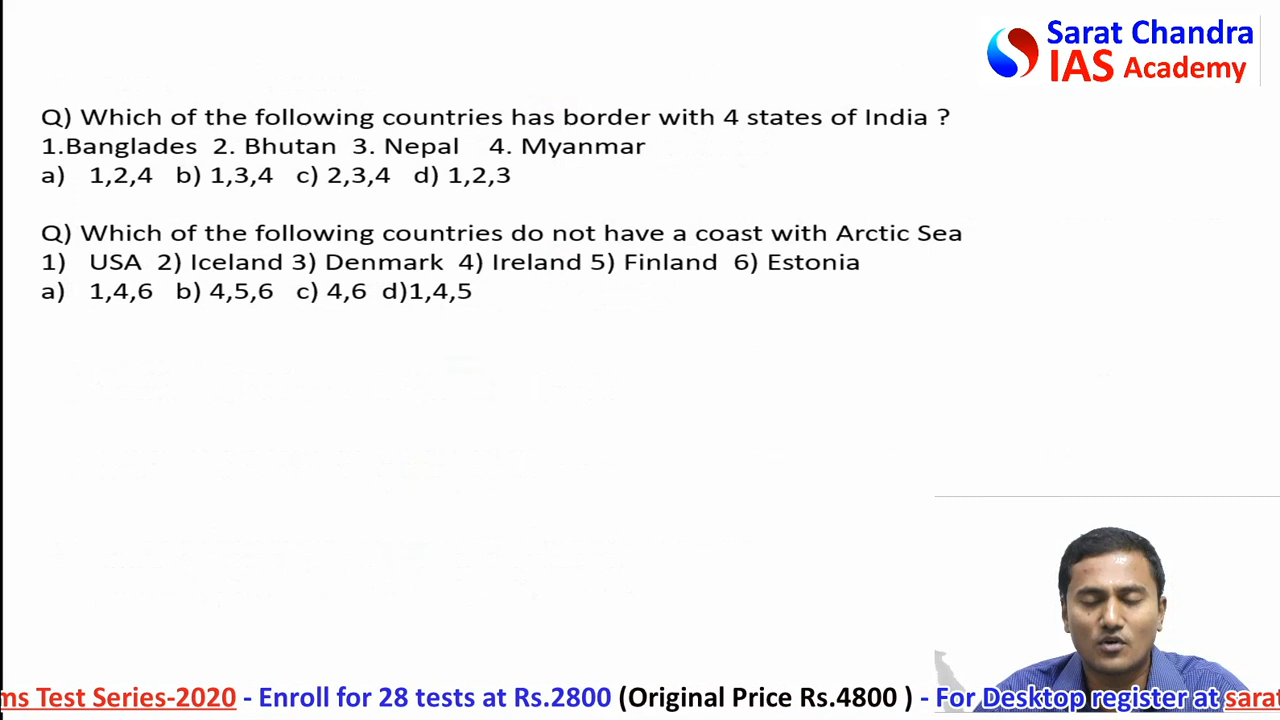 Sarat Chandra
IAS Academy
Q) Which of the following countries has border with 4 states of India ?
1.Banglades 2. Bhutan 3. Nepal 4. Myanmar
a) 1,2,4 b) 1,3,4 c) 2,3,4 d) 1,2,3
Q) Which of the following countries do not have a coast with Arctic Sea
1) USA 2) Iceland 3) Denmark 4) Ireland 5) Finland 6) Estonia
a) 1,4,6 b) 4,5,6 c) 4,6 d)1,4,5
ms Test Series-2020 - Enroll for 28 tests at Rs.2800 (Original Price Rs.4800 ) - For Desktop register at sarat